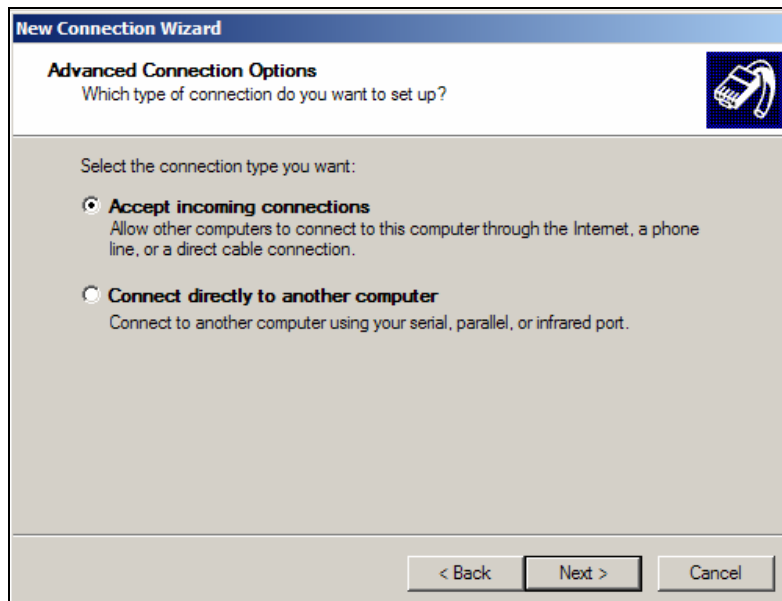 New Connection Wizard
Advanced Connection Options
Which type of connection do you want to set up?
Select the connection type you want:
Accept incoming connections
Allow other computers to connect to this computer through the Internet, a phone
line, or a direct cable connection.
Connect directly to another computer
Connect to another computer using your serial, parallel, or infrared port.
< Back
Next >
Cancel